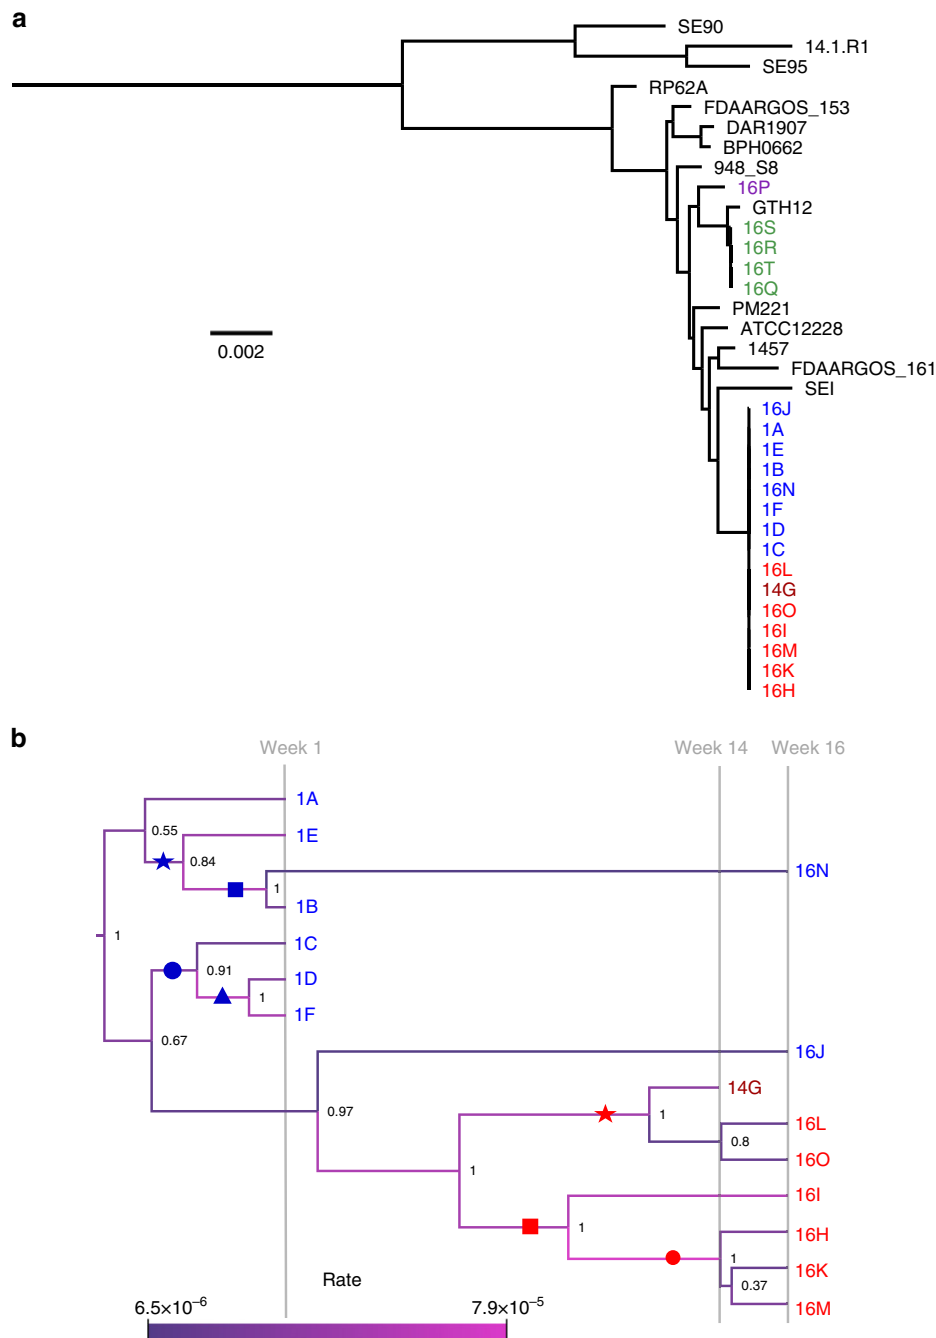 a
SE90
14.1.R1
SE95
RP62A
FDAARGOS_153
DAR1907
BPH0662
948_S8
16P
GTH12
16S
16R
16T
16Q
PM221
ATCC12228
0.002
1457
FDAARGOS_161
SEI
16J
1A
1E
1B
16N
1F
1D
1C
16L
14G
16O
16I
16M
16K
16H
b
Week 1 Week 14 Week 16
1A
0.55
1E
0.84
16N
1
1B
1
1C
0.91
1D
1
1F
0.67
16J
14G
0.97
1
16L
0.8
16O
1
16I
1
16H
1
16K
0.37
Rate
16M
6.5×10⁻⁶ 7.9×10⁻⁵